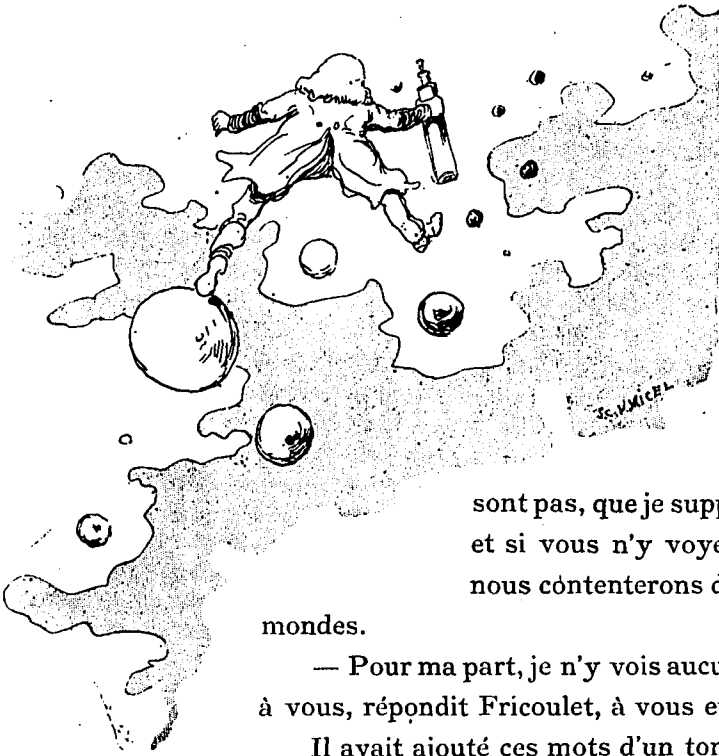 sont pas, que je supp
et si vous n'y voye
nous contenterons d
mondes.
— Pour ma part, je n'y vois aucu
à vous, répondit Fricoulet, à vous e
Il avait ajouté ces mots d'un ton